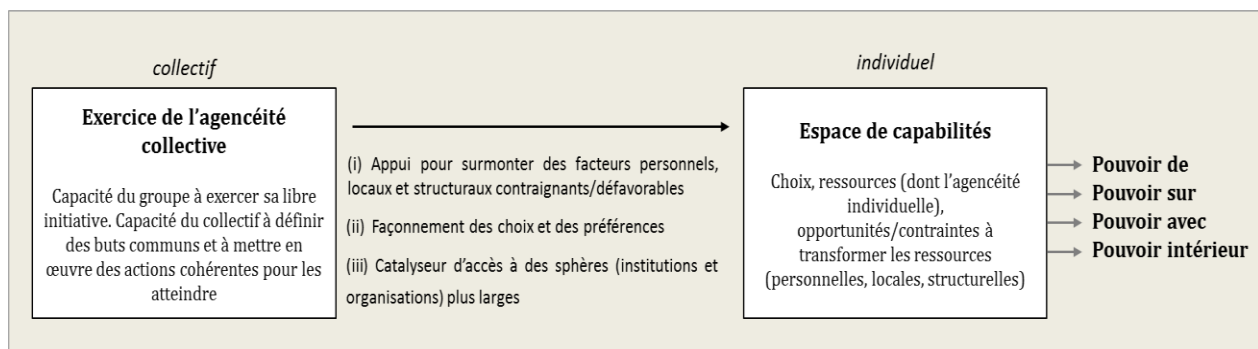 collectif
Exercice de l'agencéité
collective
Capacité du groupe à exercer sa libre
initiative. Capacité du collectif à définir
des buts communs et à mettre en
œuvre des actions cohérentes pour les
atteindre
(i) Appui pour surmonter des facteurs personnels,
locaux et structuraux contraignants/défavorables
(ii) Façonnement des choix et des préférences
(iii) Catalyseur d'accès à des sphères (institutions et
organisations) plus larges
individuel
Espace de capabilités
Choix, ressources (dont l'agencéité
individuelle),
opportunités/contraintes à
transformer les ressources
(personnelles, locales, structurelles)
Pouvoir de
Pouvoir sur
Pouvoir avec
Pouvoir intérieur